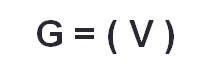 G = ( V )